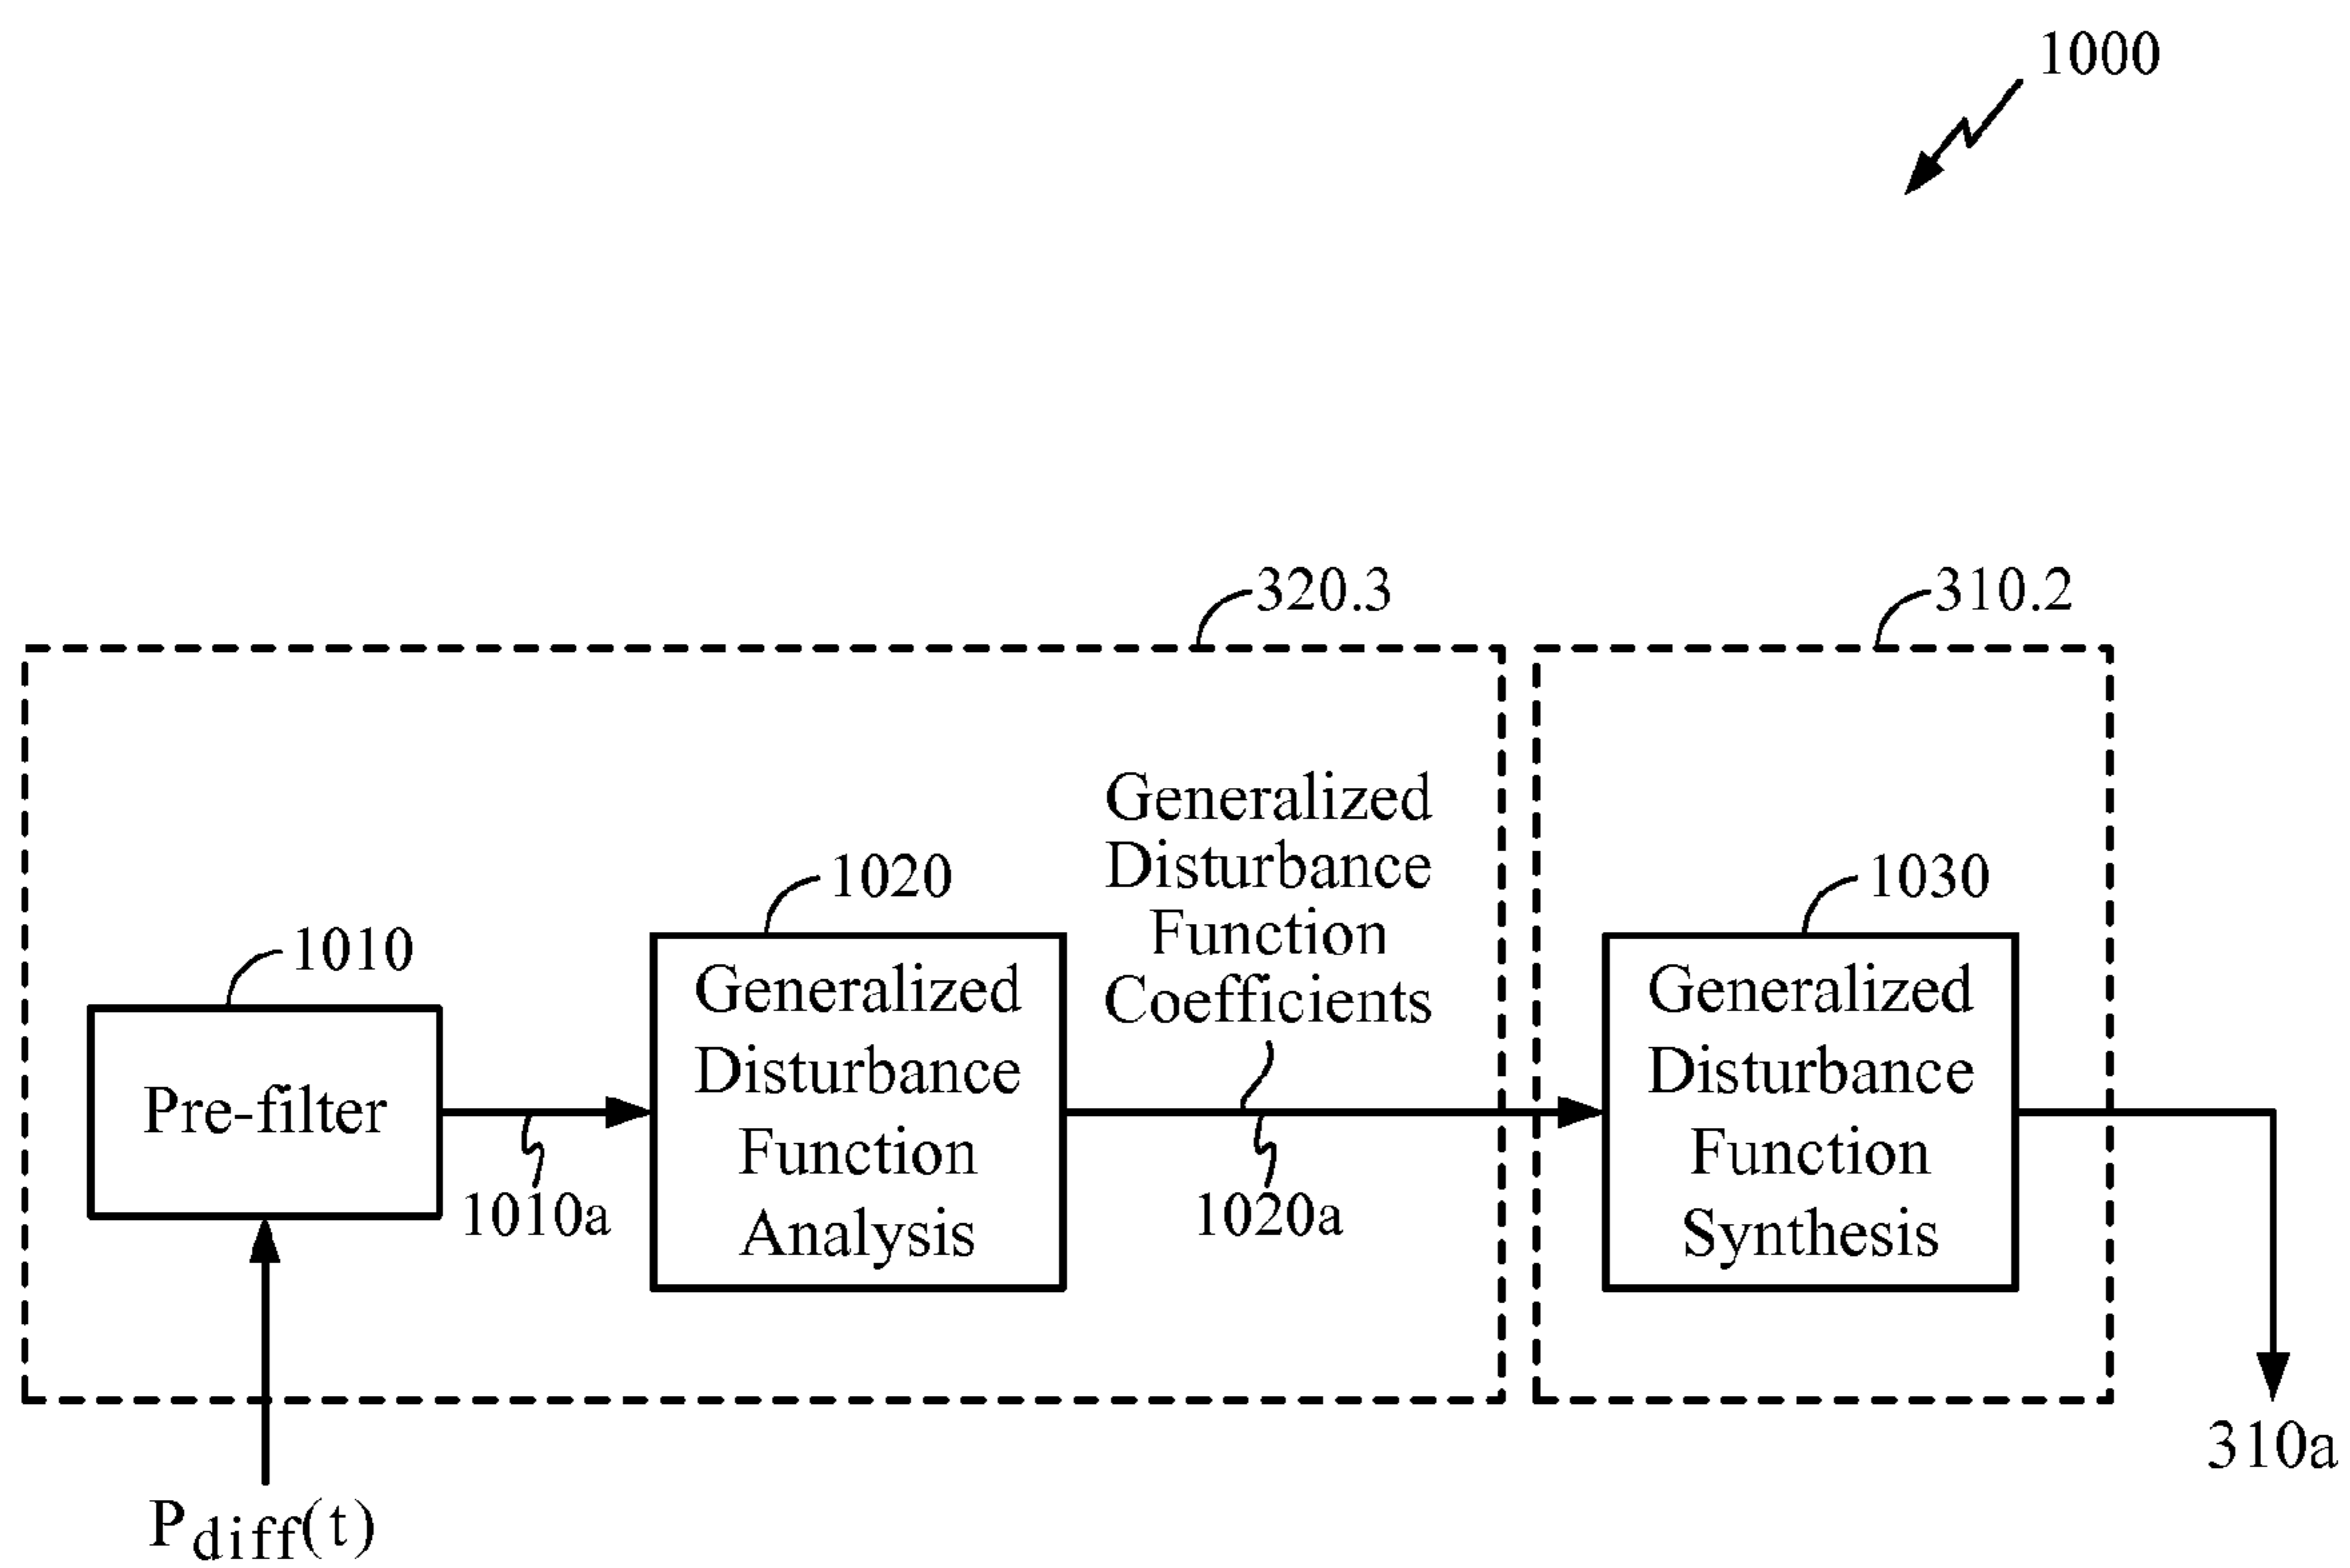 1000
320.3
310.2
Generalized
Disturbance
Function
Coefficients
1010
Pre-filter
1010a
1020
Generalized
Disturbance
Function
Analysis
1020a
1030
Generalized
Disturbance
Function
Synthesis
310a
Pdiff(t)